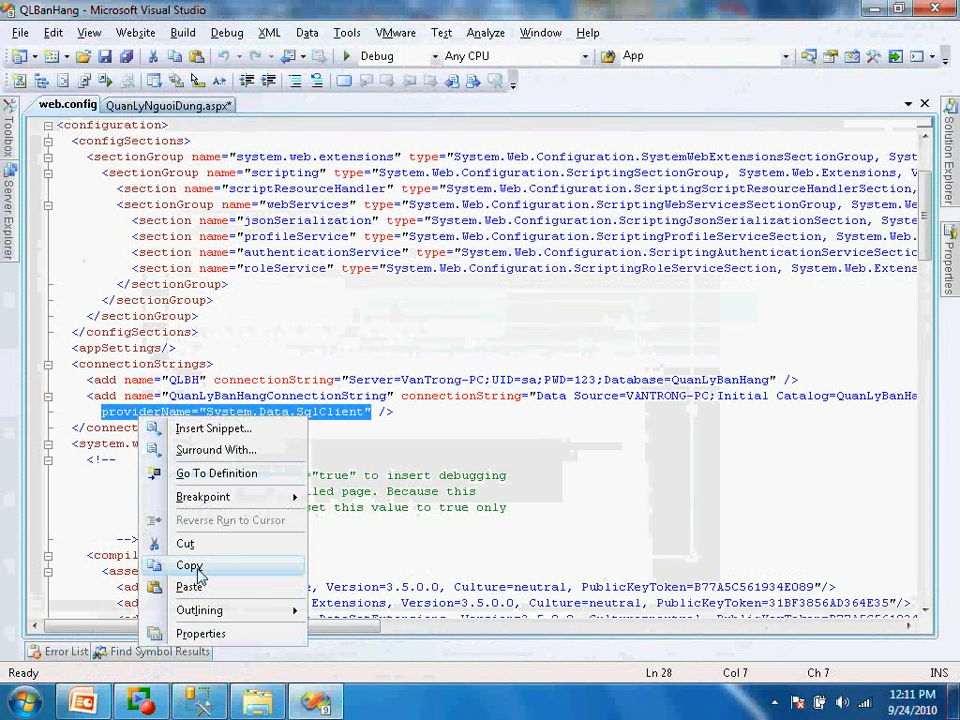 QLBanHang - Microsoft Visual Studio
File Edit View Website Build Debug XML Data Tools VMware Test Analyze Window Help
Debug Any CPU App
web.config QuanLyNguoiDung.aspx*
Toolbox
Server Explorer
Solution Explorer
Properties
<configuration>
<configSections>
<sectionGroup name="system.web.extensions" type="System.Web.Configuration.SystemWebExtensionsSectionGroup, Syst
<sectionGroup name="scripting" type="System.Web.Configuration.ScriptingSectionGroup, System.Web.Extensions, V
<section name="scriptResourceHandler" type="System.Web.Configuration.ScriptingScriptResourceHandlerSection,
<sectionGroup name="webServices" type="System.Web.Configuration.ScriptingWebServicesSectionGroup, System.We
<section name="jsonSerialization" type="System.Web.Configuration.ScriptingJsonSerializationSection, Syste
<section name="profileService" type="System.Web.Configuration.ScriptingProfileServiceSection, System.Web.
<section name="authenticationService" type="System.Web.Configuration.ScriptingAuthenticationServiceSectio
<section name="roleService" type="System.Web.Configuration.ScriptingRoleServiceSection, System.Web.Extens
</sectionGroup>
</sectionGroup>
</sectionGroup>
</configSections>
<appSettings/>
<connectionStrings>
<add name="QLBH" connectionString="Server=VanTrong-PC;UID=sa;PWD=123;Database=QuanLyBanHang" />
<add name="QuanLyBanHangConnectionString" connectionString="Data Source=VANTRONG-PC;Initial Catalog=QuanLyBanHa
providerName="System.Data.SqlClient" />
</connec
<system.w
<!--
="true" to insert debugging
led page. Because this
set this value to true only
-->
<compil
<asse
<ad e, Version=3.5.0.0, Culture=neutral, PublicKeyToken=B77A5C561934E089"/>
<ad Extensions, Version=3.5.0.0, Culture=neutral, PublicKeyToken=31BF3856AD364E35"/>
Insert Snippet...
Surround With...
Go To Definition
Breakpoint
Reverse Run to Cursor
Cut
Copy
Paste
Outlining
Properties
Error List Find Symbol Results
Ready Ln 28 Col 7 Ch 7 INS
12:11 PM
9/24/2010